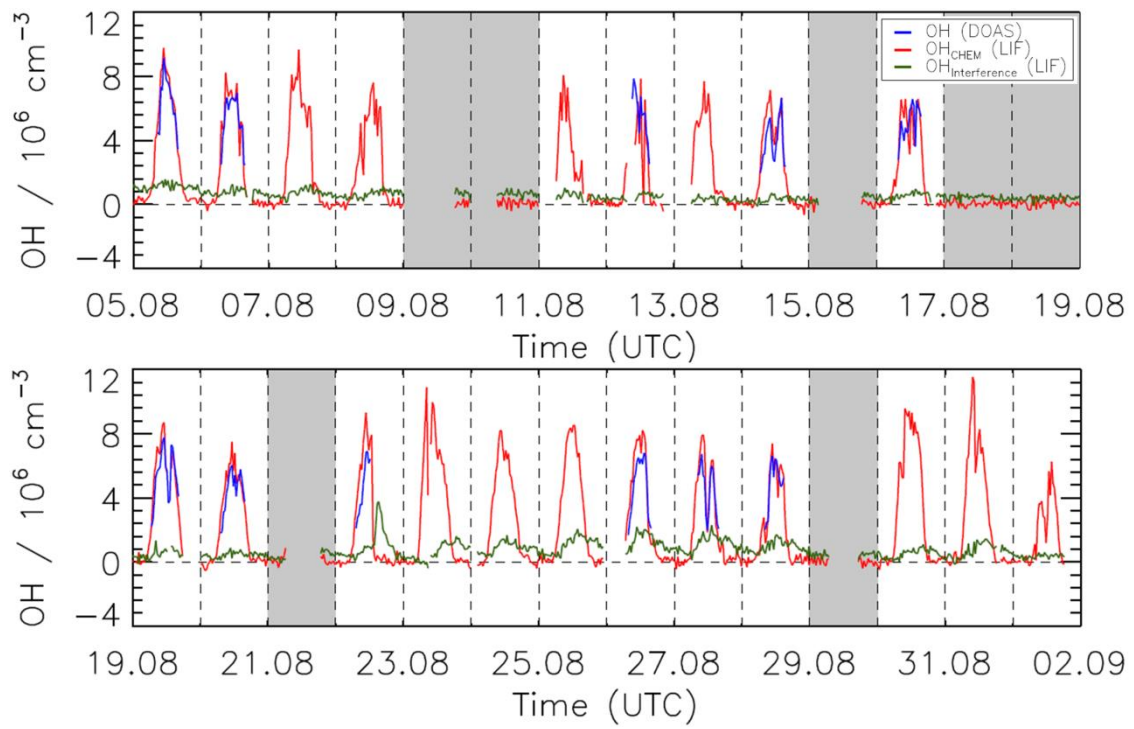 12
8
4
0
−4
OH / 10⁶ cm⁻³
OH (DOAS)
OH_CHEM (LIF)
OH_Interference (LIF)
05.08 07.08 09.08 11.08 13.08 15.08 17.08 19.08
Time (UTC)
12
8
4
0
−4
OH / 10⁶ cm⁻³
19.08 21.08 23.08 25.08 27.08 29.08 31.08 02.09
Time (UTC)